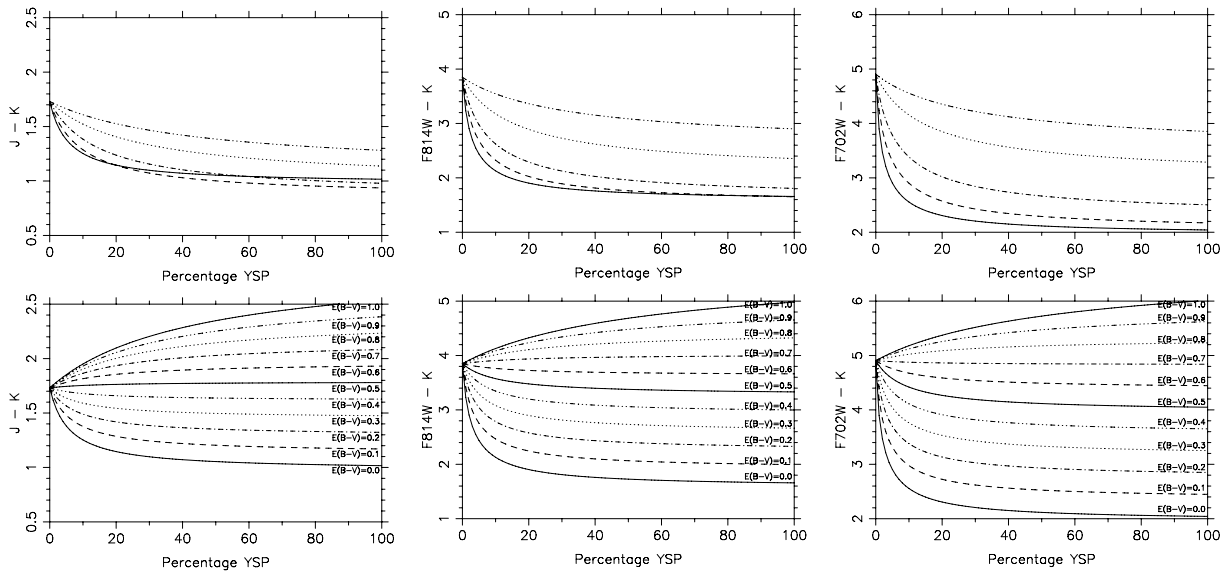 2.5
2
1.5
1
0.5
J - K
0 20 40 60 80 100
Percentage YSP
5
4
3
2
1
F814W - K
0 20 40 60 80 100
Percentage YSP
6
5
4
3
2
F702W - K
0 20 40 60 80 100
Percentage YSP
2.5
2
1.5
1
0.5
J - K
E(B-V)=1.0
E(B-V)=0.9
E(B-V)=0.8
E(B-V)=0.7
E(B-V)=0.6
E(B-V)=0.5
E(B-V)=0.4
E(B-V)=0.3
E(B-V)=0.2
E(B-V)=0.1
E(B-V)=0.0
0 20 40 60 80 100
Percentage YSP
5
4
3
2
1
F814W - K
E(B-V)=1.0
E(B-V)=0.9
E(B-V)=0.8
E(B-V)=0.7
E(B-V)=0.6
E(B-V)=0.5
E(B-V)=0.4
E(B-V)=0.3
E(B-V)=0.2
E(B-V)=0.1
E(B-V)=0.0
0 20 40 60 80 100
Percentage YSP
6
5
4
3
2
F702W - K
E(B-V)=1.0
E(B-V)=0.9
E(B-V)=0.8
E(B-V)=0.7
E(B-V)=0.6
E(B-V)=0.5
E(B-V)=0.4
E(B-V)=0.3
E(B-V)=0.2
E(B-V)=0.1
E(B-V)=0.0
0 20 40 60 80 100
Percentage YSP